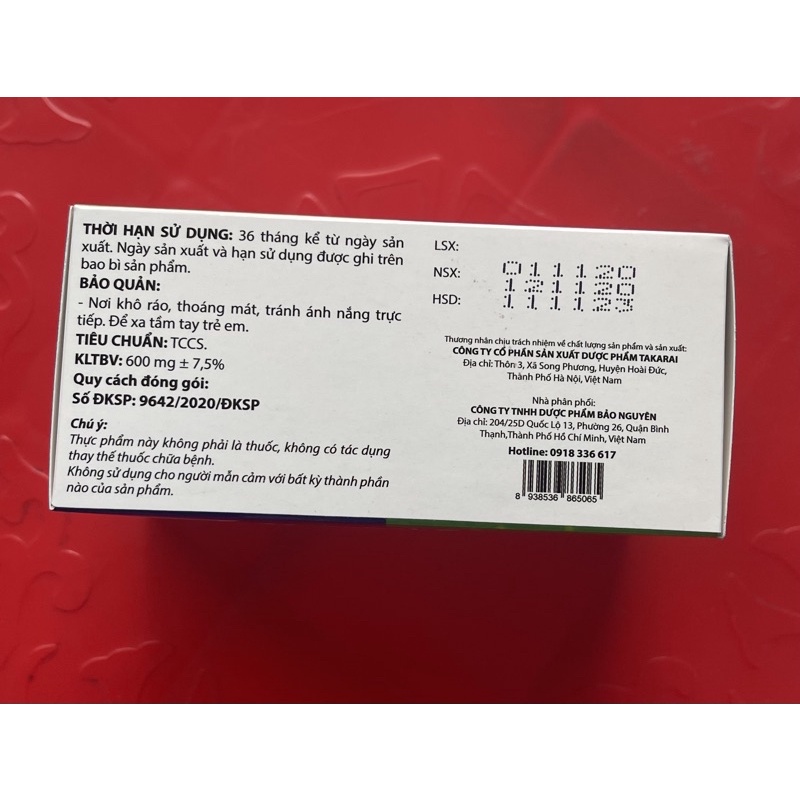 THỜI HẠN SỬ DỤNG: 36 tháng kể từ ngày sản
xuất. Ngày sản xuất và hạn sử dụng được ghi trên
bao bì sản phẩm.
BẢO QUẢN:
- Nơi khô ráo, thoáng mát, tránh ánh nắng trực
tiếp. Để xa tầm tay trẻ em.
TIÊU CHUẨN: TCCS.
KLTBV: 600 mg ± 7,5%
Quy cách đóng gói:
Số ĐKSP: 9642/2020/ĐKSP
Chú ý:
Thực phẩm này không phải là thuốc, không có tác dụng
thay thế thuốc chữa bệnh.
Không sử dụng cho người mẫn cảm với bất kỳ thành phần
nào của sản phẩm.
LSX: 011120
NSX: 121120
HSD: 111123
Thương nhân chịu trách nhiệm về chất lượng sản phẩm và sản xuất:
CÔNG TY CỔ PHẦN SẢN XUẤT DƯỢC PHẨM TAKARAI
Địa chỉ: Thôn 3, Xã Song Phương, Huyện Hoài Đức,
Thành Phố Hà Nội, Việt Nam
Nhà phân phối:
CÔNG TY TNHH DƯỢC PHẨM BẢO NGUYÊN
Địa chỉ: 204/25D Quốc Lộ 13, Phường 26, Quận Bình
Thạnh,Thành Phố Hồ Chí Minh, Việt Nam
Hotline: 0918 336 617
8 938536 865065